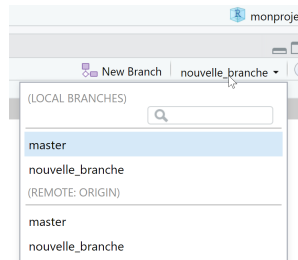 monproje
New Branch nouvelle_branche
(LOCAL BRANCHES)
master
nouvelle_branche
(REMOTE: ORIGIN)
master
nouvelle_branche